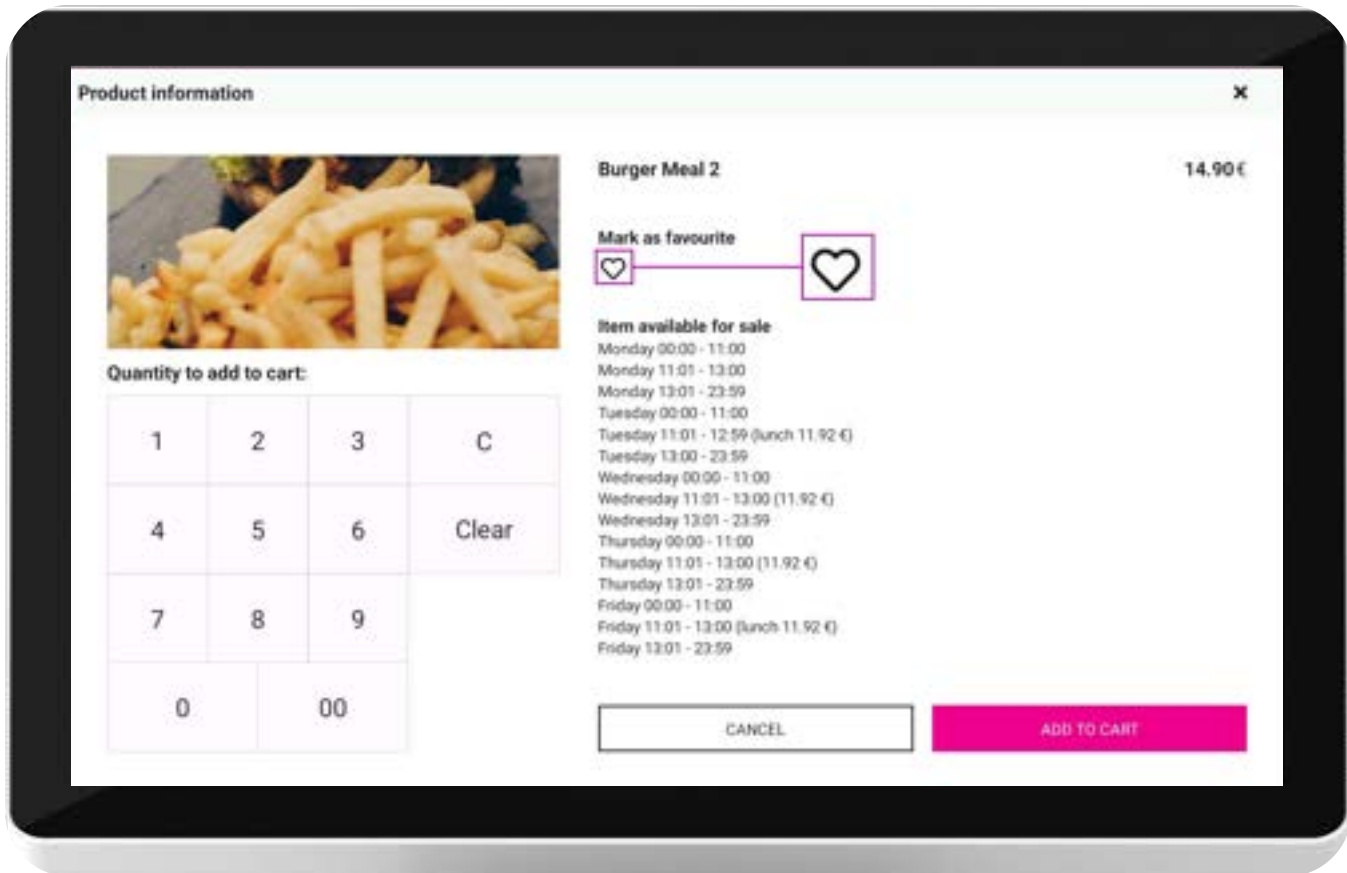 Product information
Burger Meal 2
14.90 €
Mark as favourite
Item available for sale
Monday 00:00 - 11:00
Monday 11:01 - 13:00
Monday 13:01 - 23:59
Tuesday 00:00 - 11:00
Tuesday 11:01 - 12:59 (lunch 11.92 €)
Tuesday 13:00 - 23:59
Wednesday 00:00 - 11:00
Wednesday 11:01 - 13:00 (11.92 €)
Wednesday 13:01 - 23:59
Thursday 00:00 - 11:00
Thursday 11:01 - 13:00 (11.92 €)
Thursday 13:01 - 23:59
Friday 00:00 - 11:00
Friday 11:01 - 13:00 (lunch 11.92 €)
Friday 13:01 - 23:59
Quantity to add to cart:
1 2 3 C
4 5 6 Clear
7 8 9
0 00
CANCEL
ADD TO CART